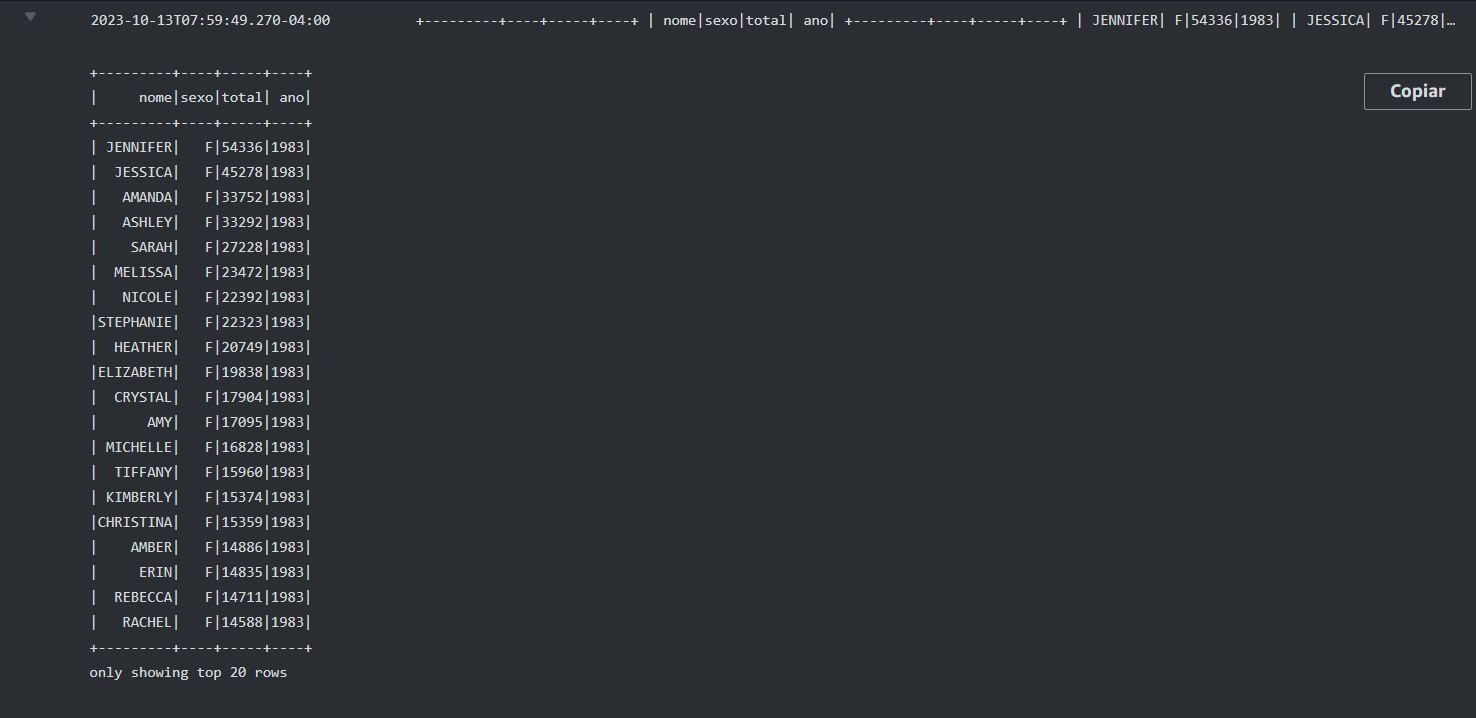 2023-10-13T07:59:49.270-04:00 +---------+----+-----+----+ | nome|sexo|total| ano| +---------+----+-----+----+ | JENNIFER| F|54336|1983| | JESSICA| F|45278|…
+---------+----+-----+----+
|     nome|sexo|total| ano|
Copiar
+---------+----+-----+----+
| JENNIFER|   F|54336|1983|
|  JESSICA|   F|45278|1983|
|   AMANDA|   F|33752|1983|
|   ASHLEY|   F|33292|1983|
|    SARAH|   F|27228|1983|
|  MELISSA|   F|23472|1983|
|   NICOLE|   F|22392|1983|
|STEPHANIE|   F|22323|1983|
|  HEATHER|   F|20749|1983|
|ELIZABETH|   F|19838|1983|
|  CRYSTAL|   F|17904|1983|
|      AMY|   F|17095|1983|
| MICHELLE|   F|16828|1983|
|  TIFFANY|   F|15960|1983|
| KIMBERLY|   F|15374|1983|
|CHRISTINA|   F|15359|1983|
|    AMBER|   F|14886|1983|
|     ERIN|   F|14835|1983|
|  REBECCA|   F|14711|1983|
|   RACHEL|   F|14588|1983|
+---------+----+-----+----+
only showing top 20 rows